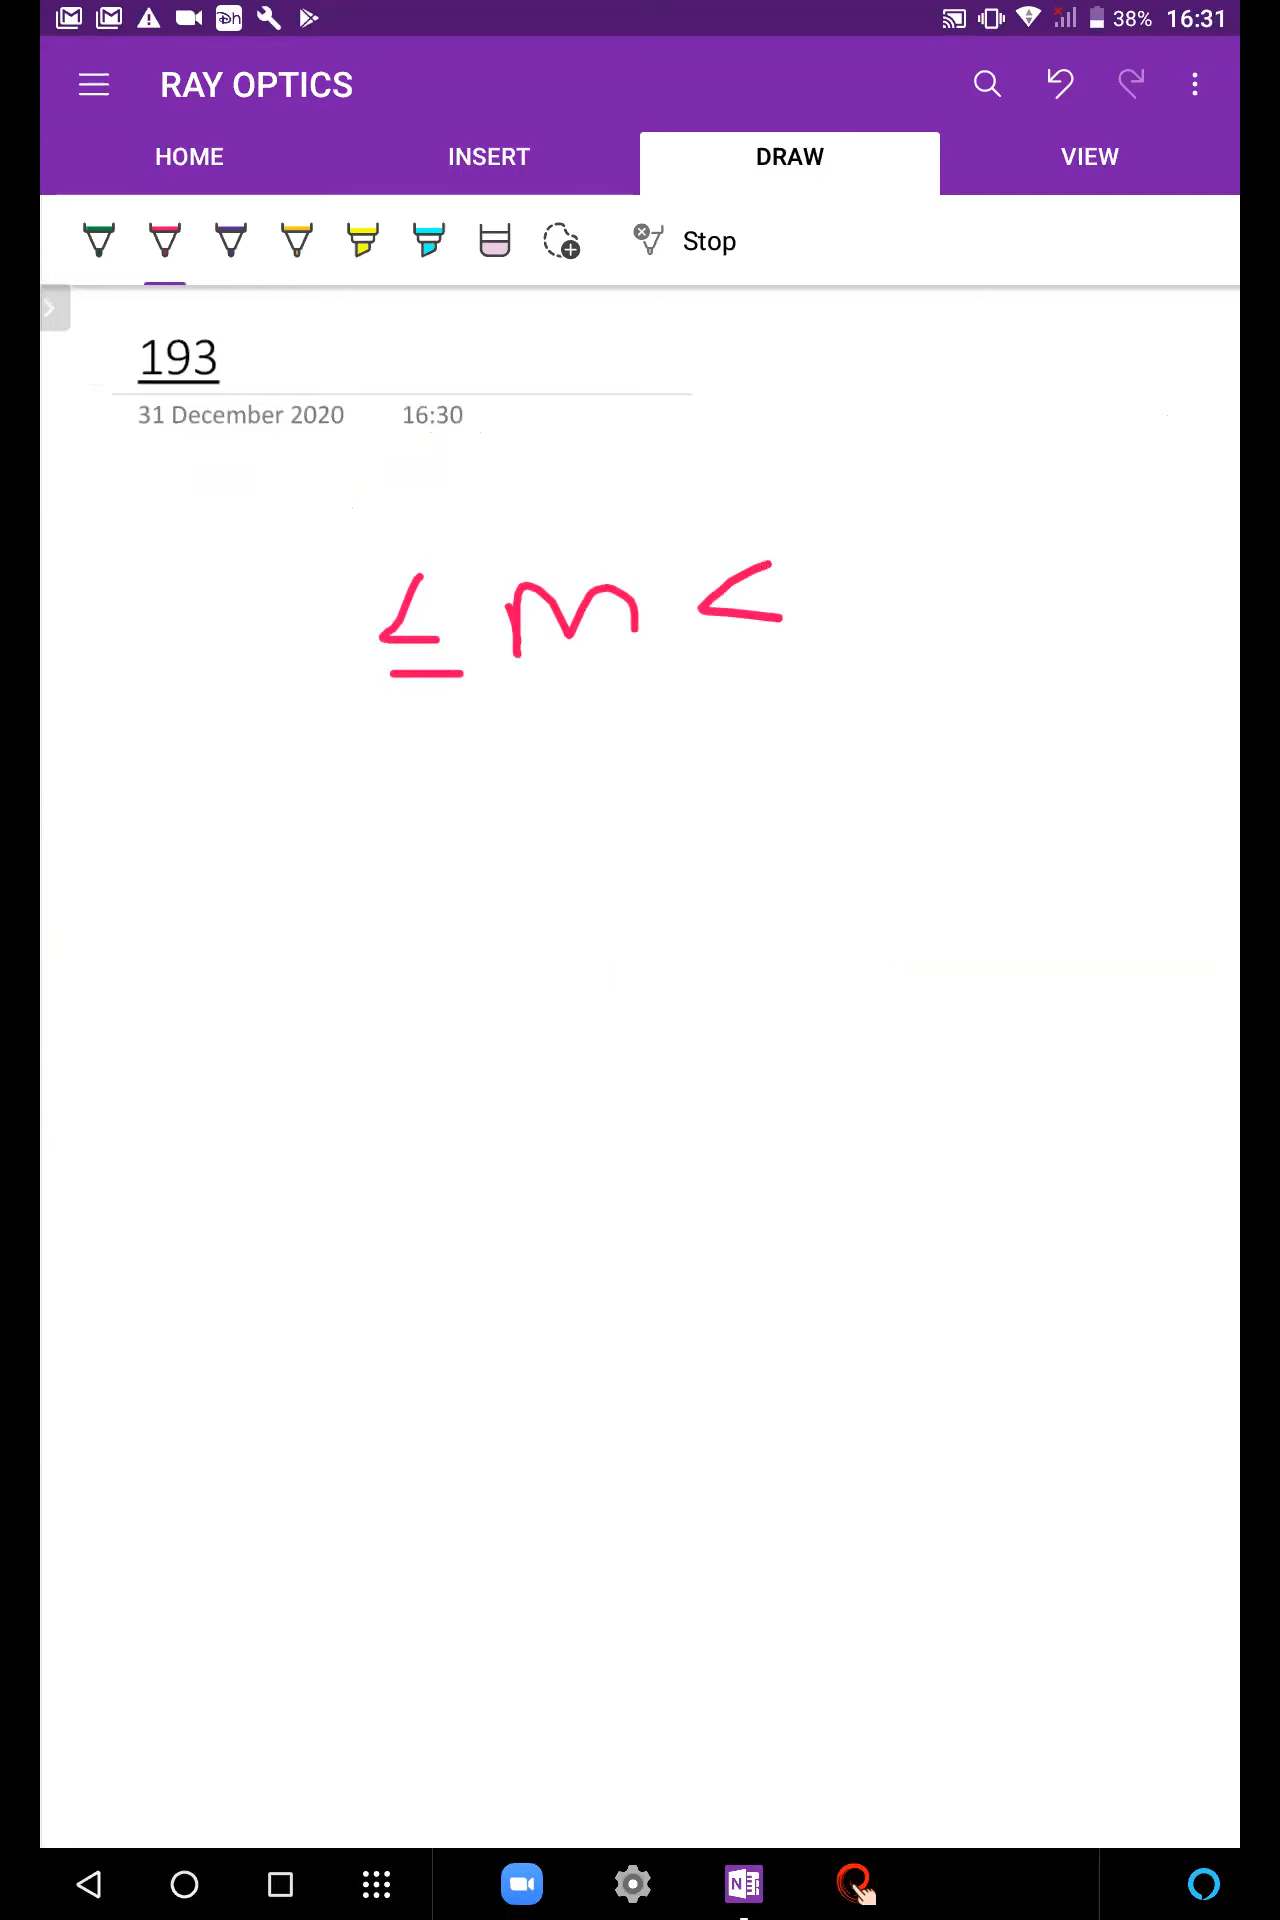 38% 16:31
RAY OPTICS
HOME INSERT DRAW VIEW
Stop
193
31 December 2020 16:30
≤ m <